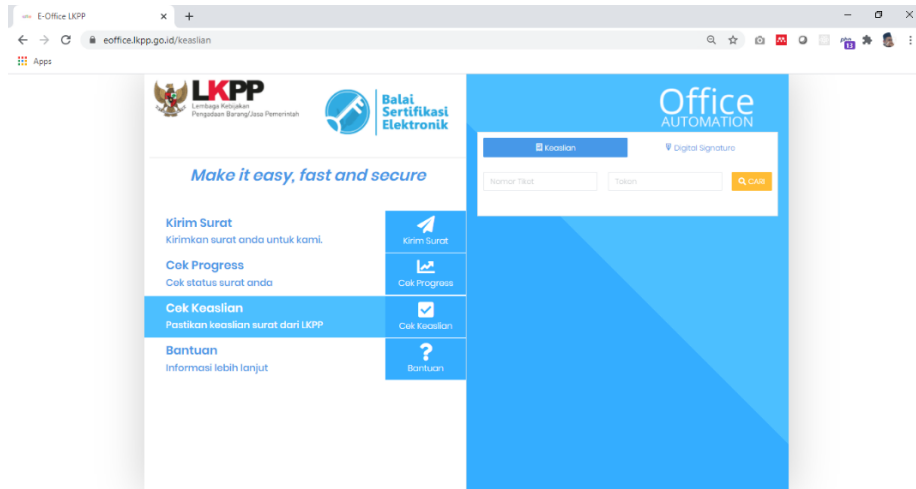 E-Office LKPP
eoffice.lkpp.go.id/keaslian
Apps
LKPP
Lembaga Kebijakan
Pengadaan Barang/Jasa Pemerintah
Balai
Sertifikasi
Elektronik
Make it easy, fast and secure
Kirim Surat
Kirimkan surat anda untuk kami.
Kirim Surat
Cek Progress
Cek status surat anda
Cek Progress
Cek Keaslian
Pastikan keaslian surat dari LKPP
Cek Keaslian
Bantuan
Informasi lebih lanjut
Bantuan
Office
AUTOMATION
Keaslian
Digital Signature
Nomor Tiket
Token
CARI
13